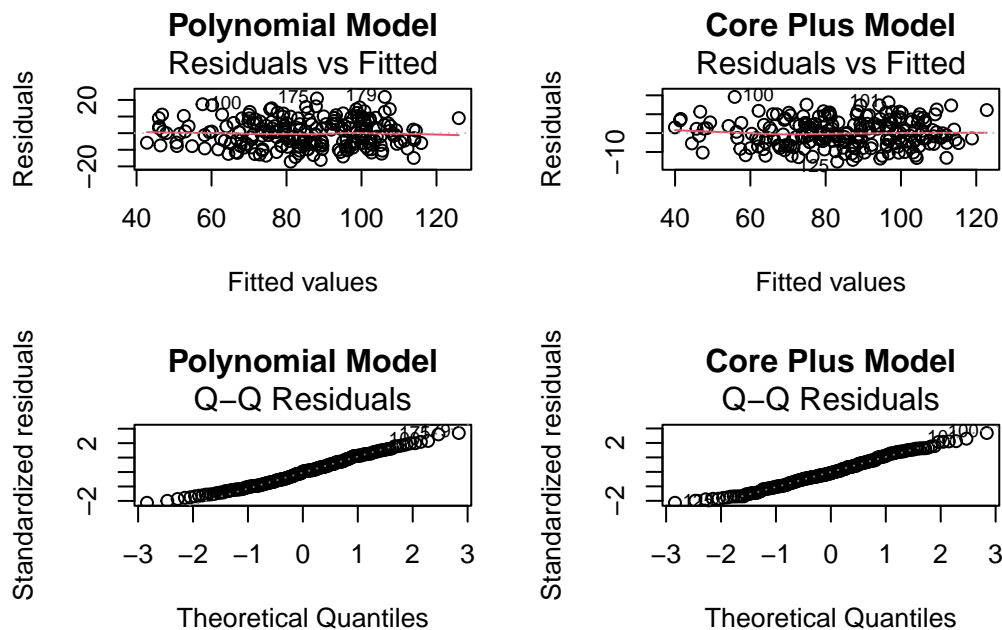 Polynomial Model
Residuals vs Fitted
Residuals
20
−20
100
175
179
40 60 80 100 120
Fitted values
Core Plus Model
Residuals vs Fitted
Residuals
−10
100
101
125
40 60 80 100 120
Fitted values
Polynomial Model
Q−Q Residuals
Standardized residuals
2
−2
−3 −2 −1 0 1 2 3
Theoretical Quantiles
Core Plus Model
Q−Q Residuals
Standardized residuals
2
−2
100
−3 −2 −1 0 1 2 3
Theoretical Quantiles